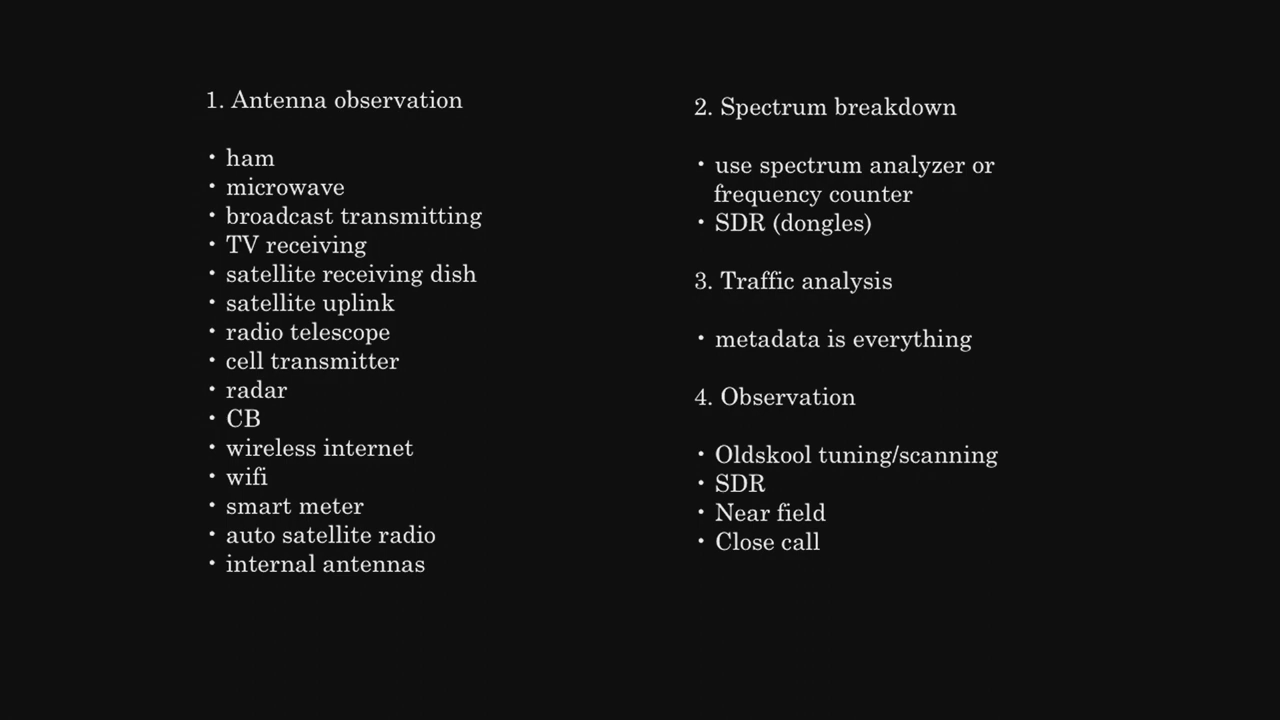 1. Antenna observation
• ham
• microwave
• broadcast transmitting
• TV receiving
• satellite receiving dish
• satellite uplink
• radio telescope
• cell transmitter
• radar
• CB
• wireless internet
• wifi
• smart meter
• auto satellite radio
• internal antennas
2. Spectrum breakdown
• use spectrum analyzer or
frequency counter
• SDR (dongles)
3. Traffic analysis
• metadata is everything
4. Observation
• Oldskool tuning/scanning
• SDR
• Near field
• Close call